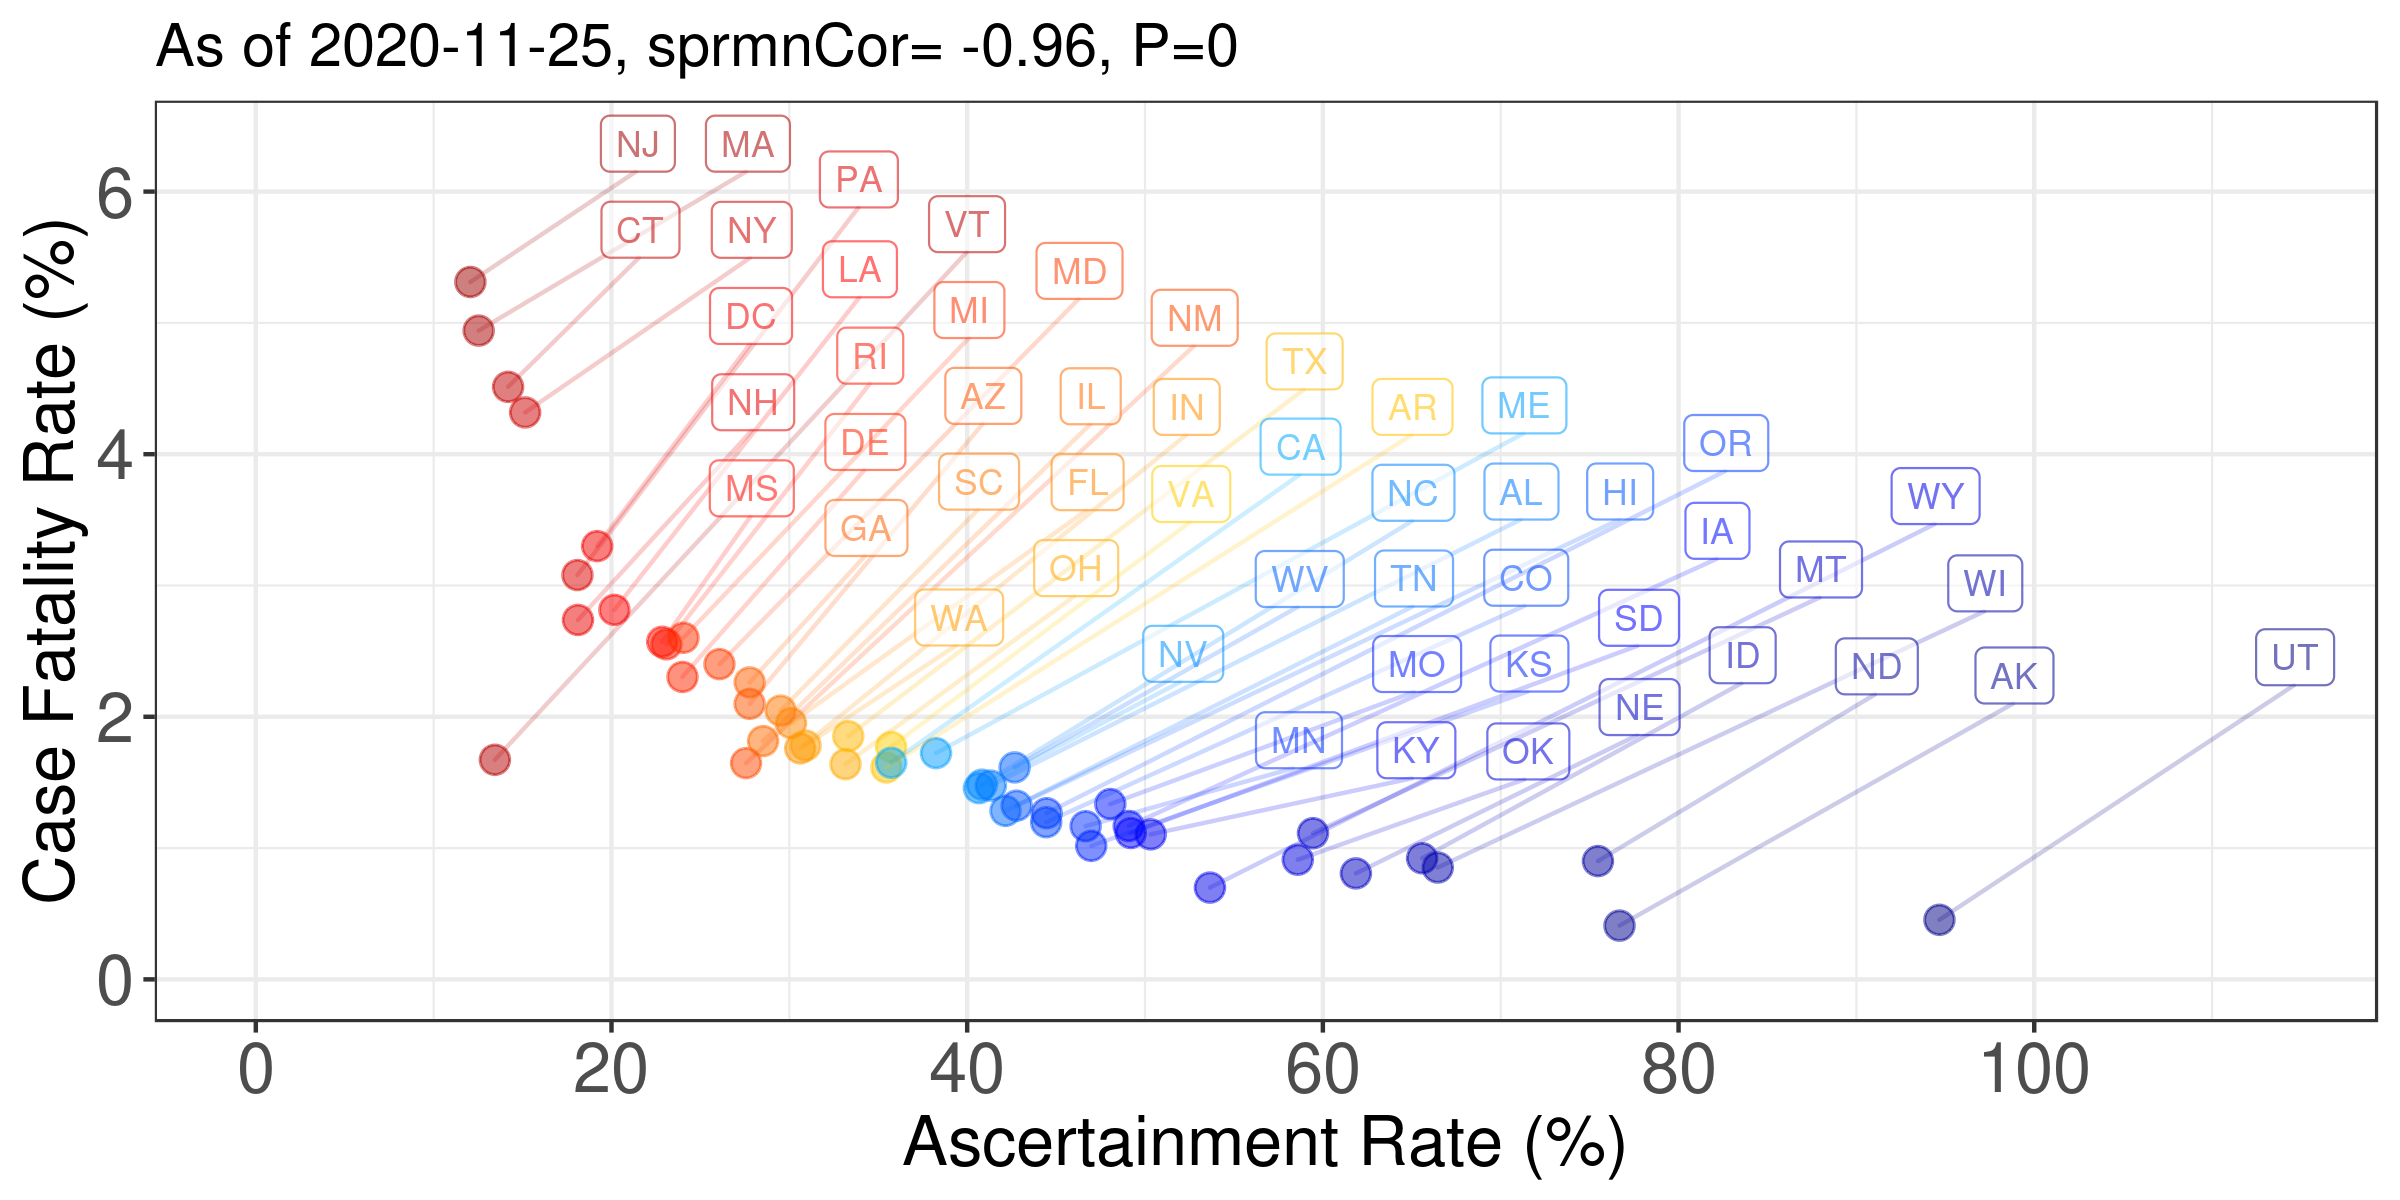 As of 2020-11-25, sprmnCor= -0.96, P=0
Case Fatality Rate (%)
6
4
2
0
NJ
MA
PA
CT
NY
VT
LA
MD
DC
MI
NM
RI
TX
NH
AZ
IL
IN
AR
ME
DE
CA
OR
MS
SC
FL
VA
NC
AL
HI
WY
GA
IA
OH
WV
TN
CO
MT
WI
WA
SD
NV
MO
KS
ID
ND
AK
UT
NE
MN
KY
OK
0
20
40
60
80
100
Ascertainment Rate (%)